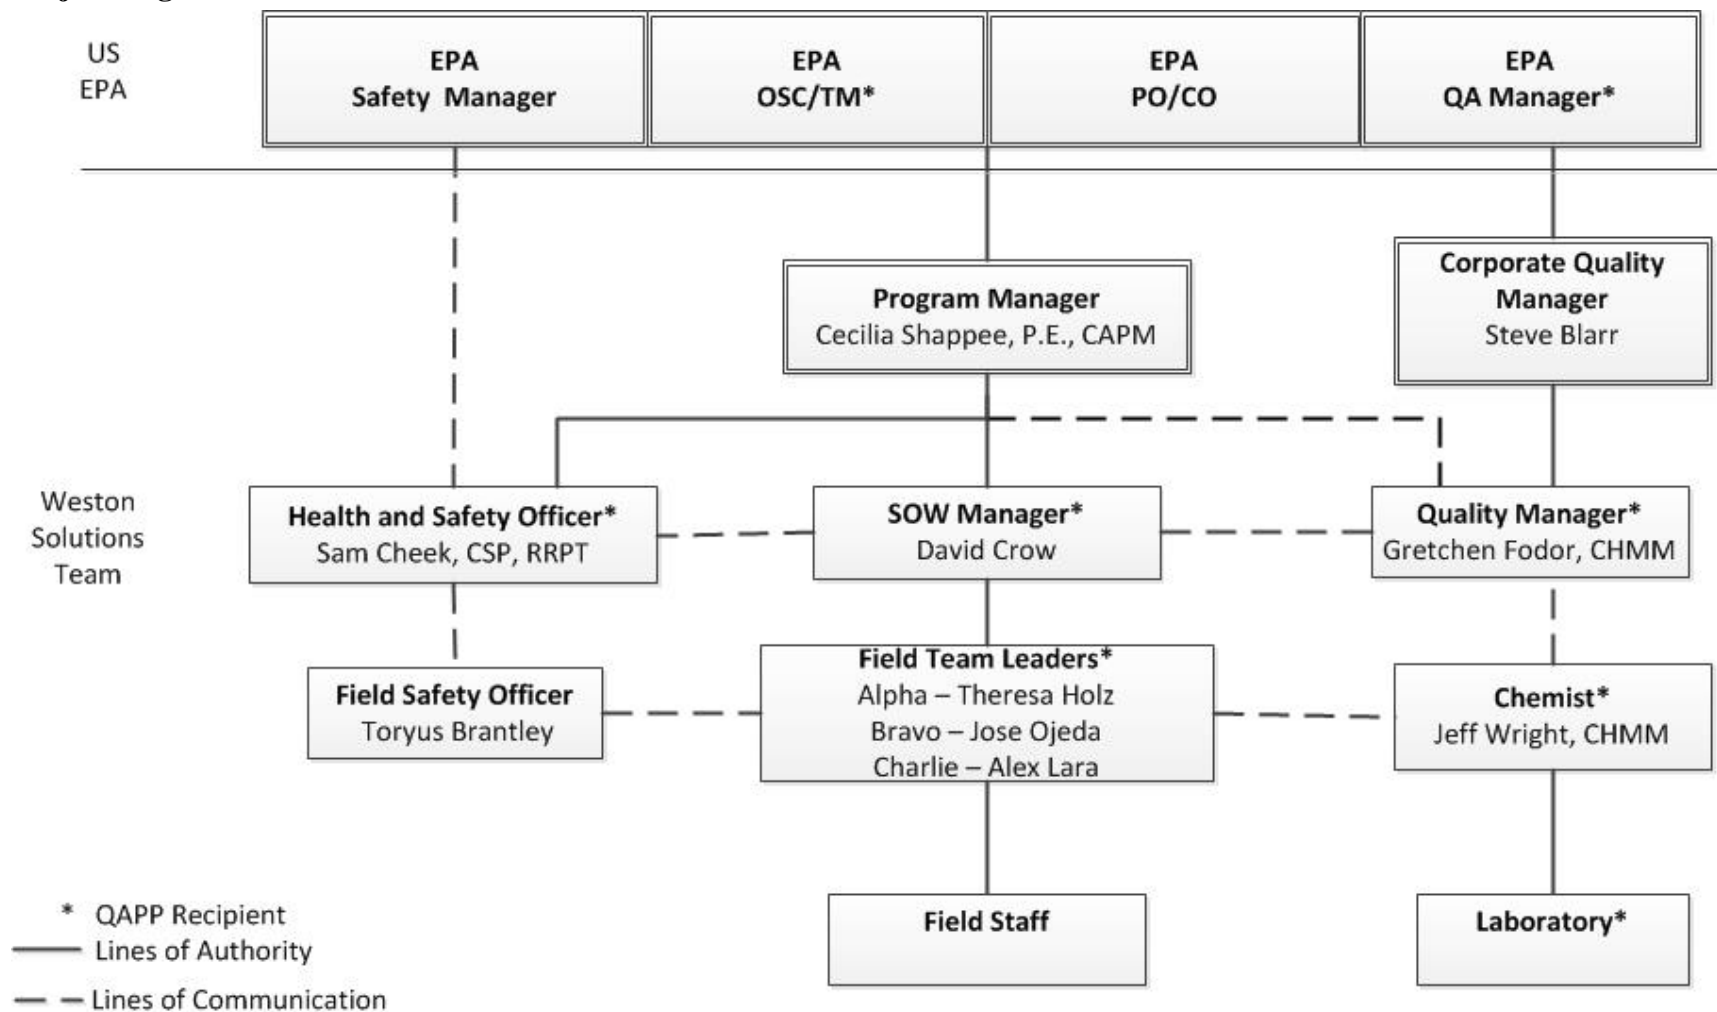 US
EPA
EPA
Safety Manager
EPA
OSC/TM*
EPA
PO/CO
EPA
QA Manager*
Program Manager
Cecilia Shappee, P.E., CAPM
Corporate Quality
Manager
Steve Blarr
Weston
Solutions
Team
Health and Safety Officer*
Sam Cheek, CSP, RRPT
SOW Manager*
David Crow
Quality Manager*
Gretchen Fodor, CHMM
Field Safety Officer
Toryus Brantley
Field Team Leaders*
Alpha – Theresa Holz
Bravo – Jose Ojeda
Charlie – Alex Lara
Chemist*
Jeff Wright, CHMM
Field Staff
Laboratory*
* QAPP Recipient
Lines of Authority
Lines of Communication